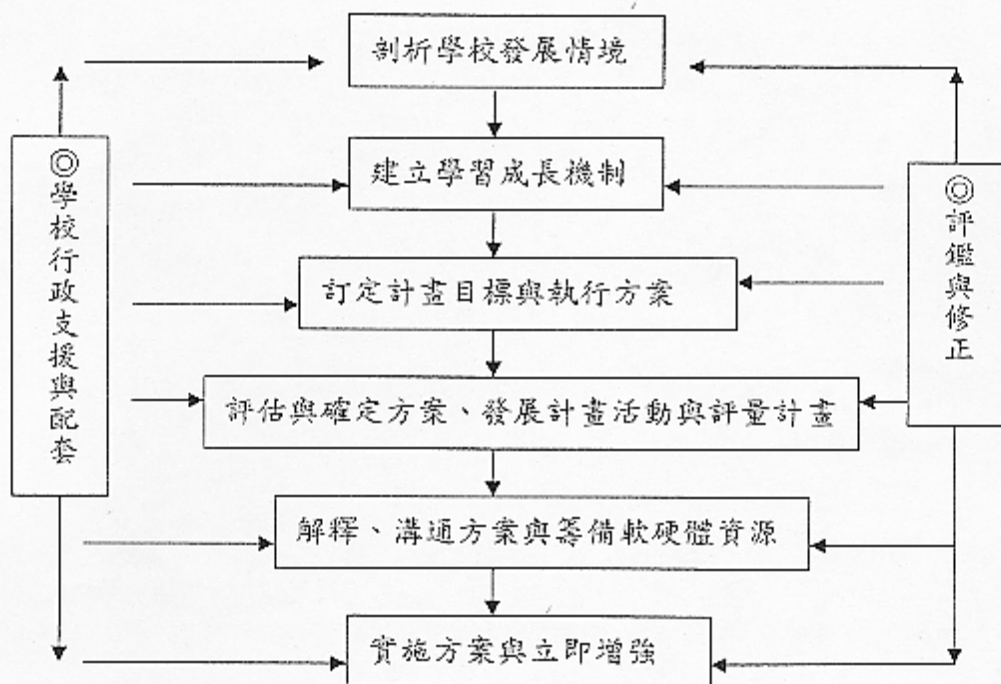 剖析學校發展情境
建立學習成長機制
訂定計畫目標與執行方案
評估與確定方案、發展計畫活動與評量計畫
解釋、溝通方案與籌備軟硬體資源
實施方案與立即增強
◎學校行政支援與配套
◎評鑑與修正